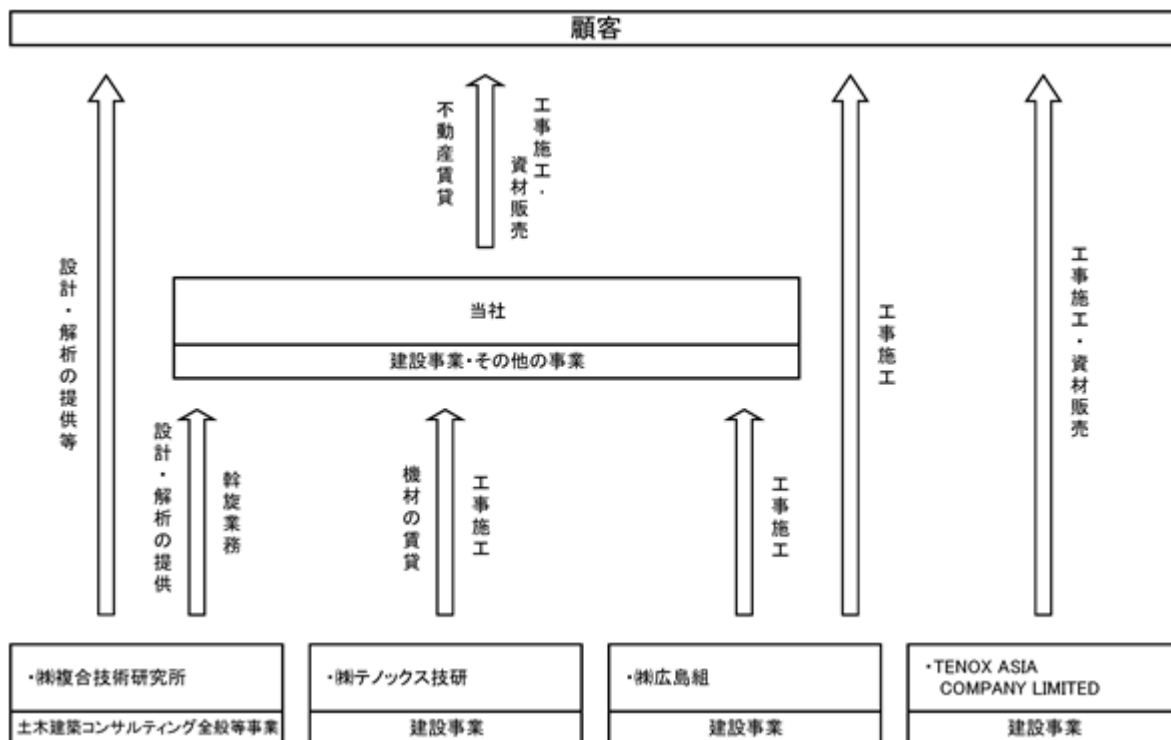 顧客
不動産賃貸
工事施工・
資材販売
設計・解析の提供等
当社
建設事業・その他の事業
工事施工
工事施工・資材販売
設計・解析の提供
斡旋業務
機材の賃貸
工事施工
工事施工
・㈱複合技術研究所
土木建築コンサルティング全般等事業
・㈱テノックス技研
建設事業
・㈱広島組
建設事業
・TENOX ASIA
COMPANY LIMITED
建設事業